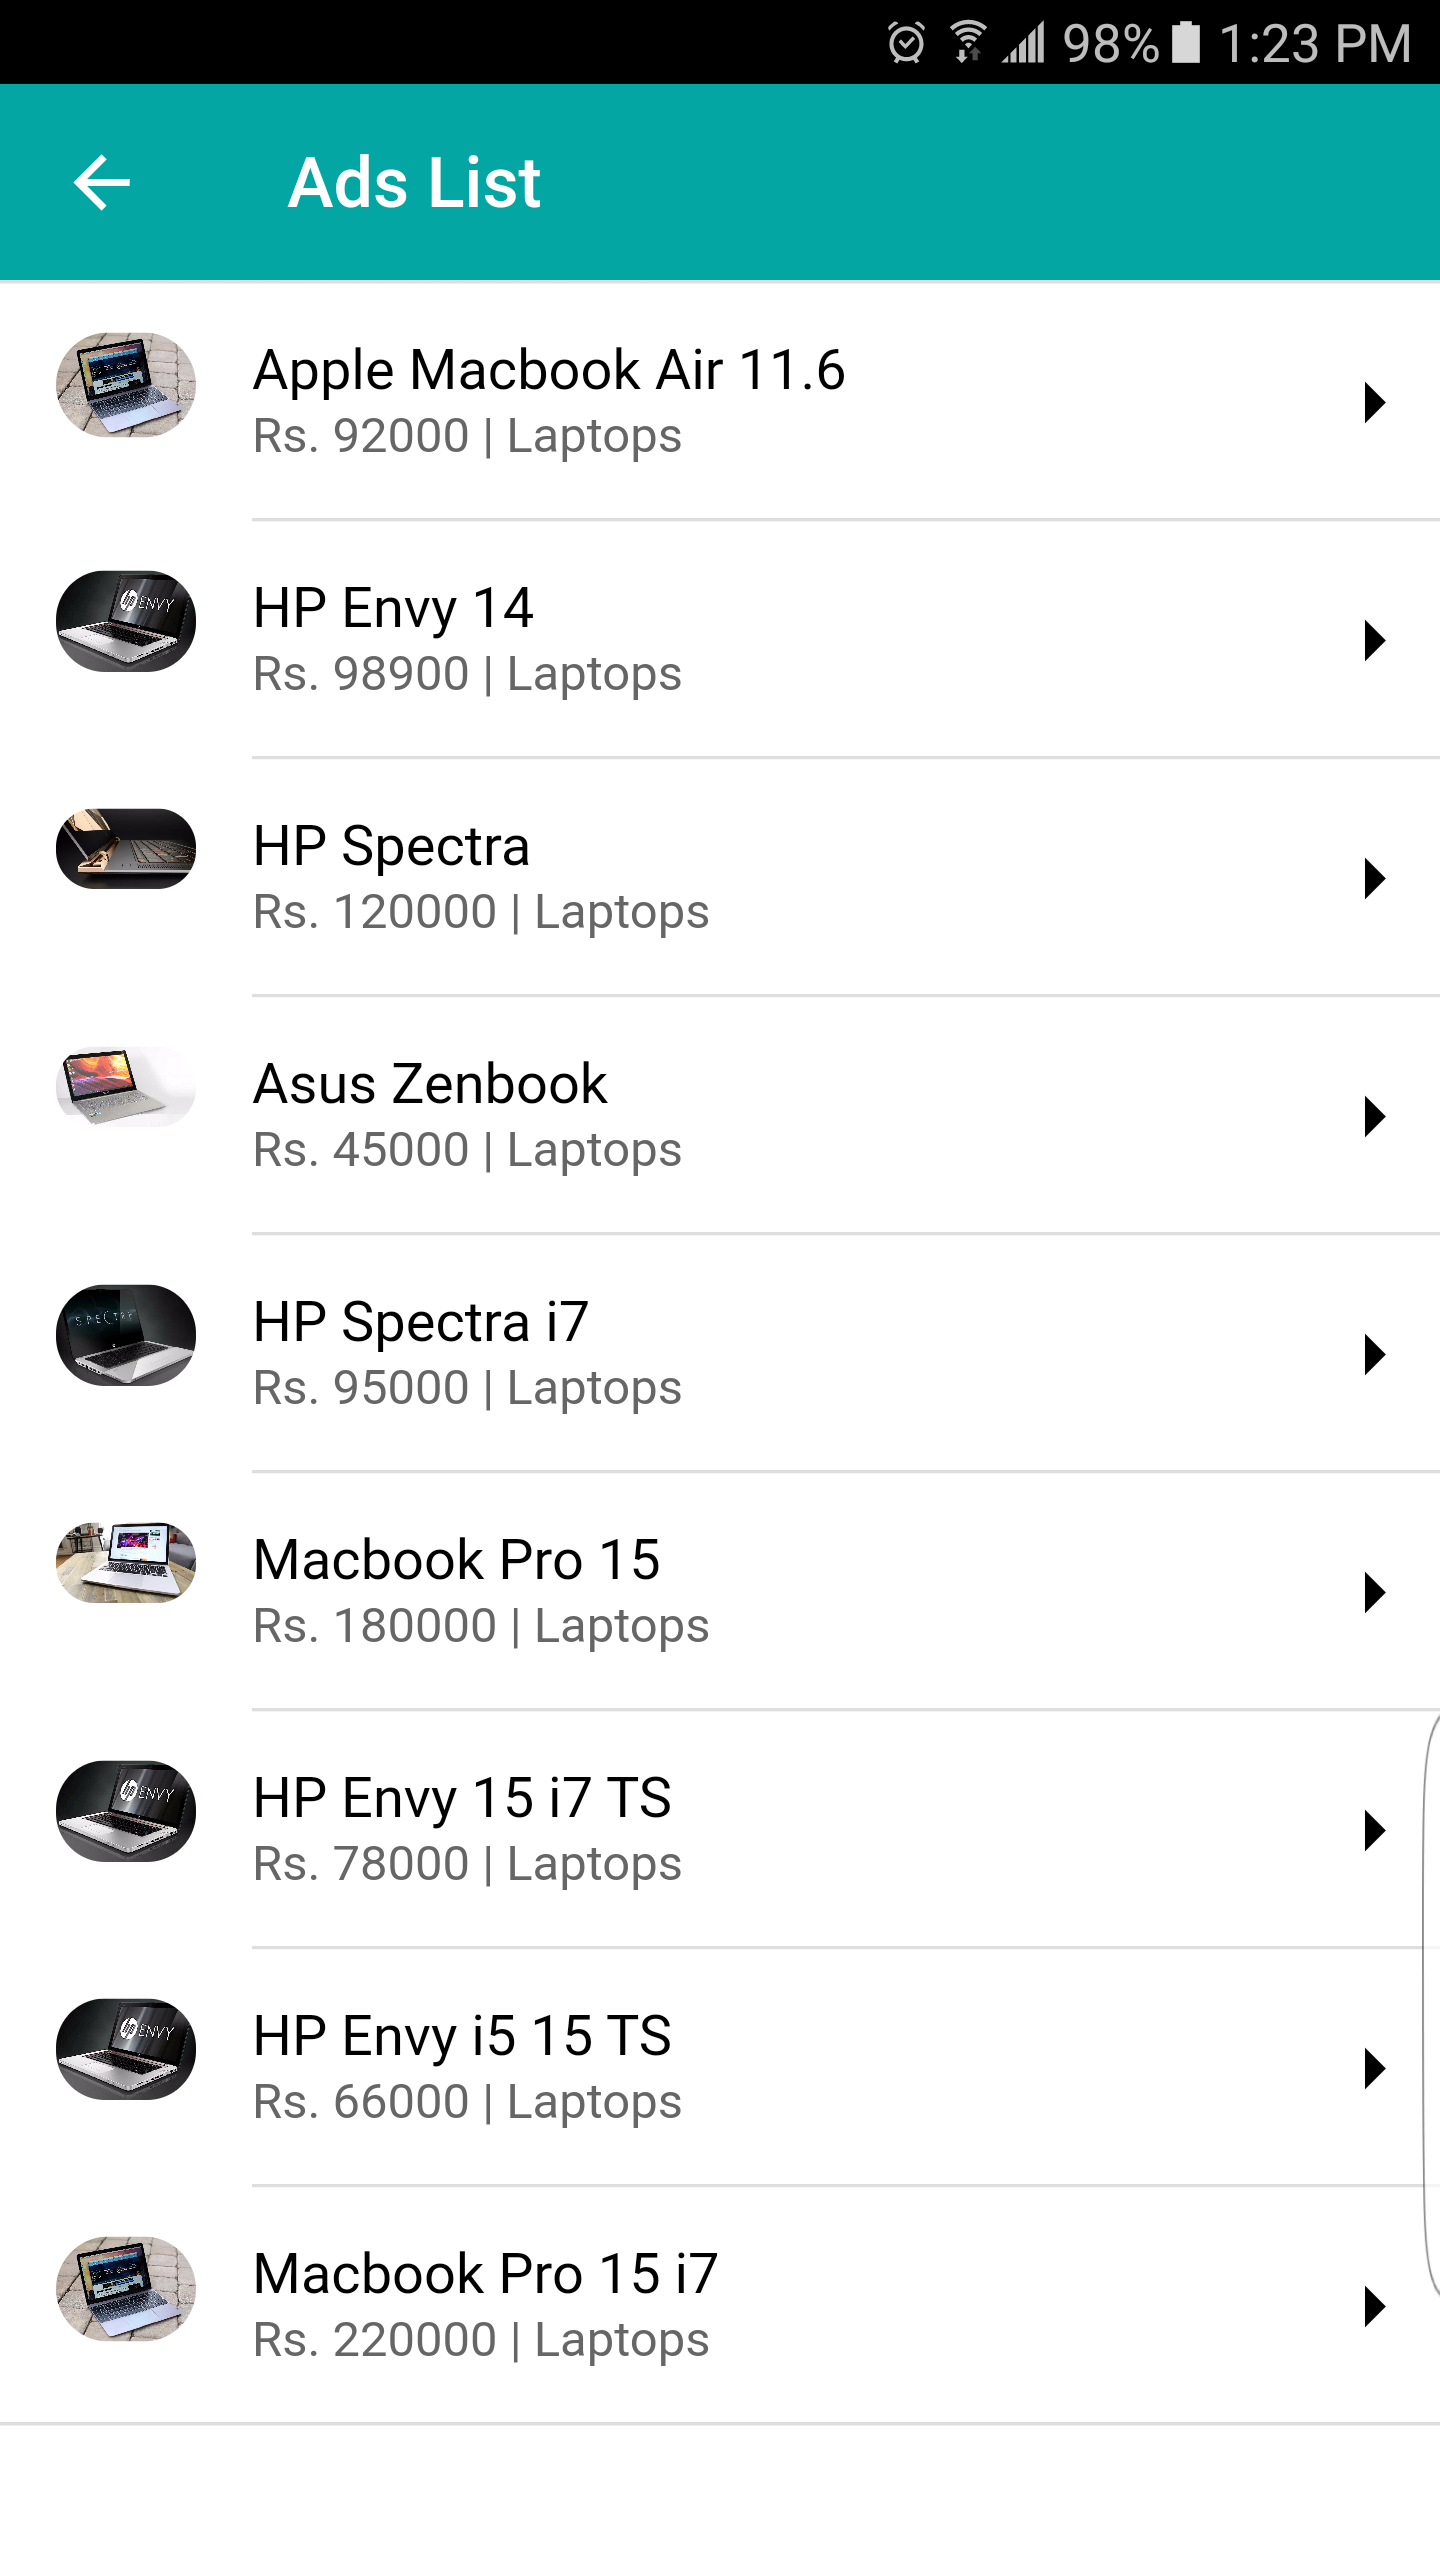 98% 1:23 PM
Ads List
Apple Macbook Air 11.6
Rs. 92000 | Laptops
hp ENVY
HP Envy 14
Rs. 98900 | Laptops
HP Spectra
Rs. 120000 | Laptops
Asus Zenbook
Rs. 45000 | Laptops
SPECTRE
HP Spectra i7
Rs. 95000 | Laptops
Macbook Pro 15
Rs. 180000 | Laptops
hp ENVY
HP Envy 15 i7 TS
Rs. 78000 | Laptops
hp ENVY
HP Envy i5 15 TS
Rs. 66000 | Laptops
Macbook Pro 15 i7
Rs. 220000 | Laptops